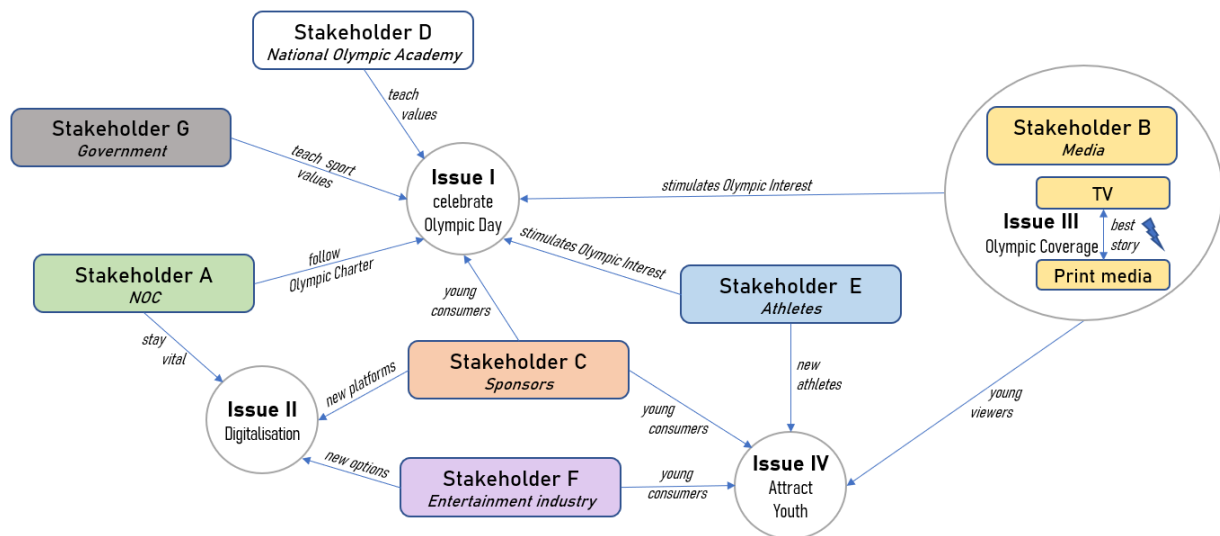 Stakeholder D
National Olympic Academy
teach
values
Stakeholder G
Government
teach sport
values
Issue I
celebrate
Olympic Day
stimulates Olympic Interest
Stakeholder B
Media
TV
Issue III
Olympic Coverage
best
story
Print media
Stakeholder A
NOC
follow
Olympic Charter
stimulates Olympic Interest
Stakeholder E
Athletes
young
consumers
stay
vital
Stakeholder C
Sponsors
new platforms
new
athletes
young
viewers
Issue II
Digitalisation
young
consumers
new options
Stakeholder F
Entertainment industry
young
consumers
Issue IV
Attract
Youth